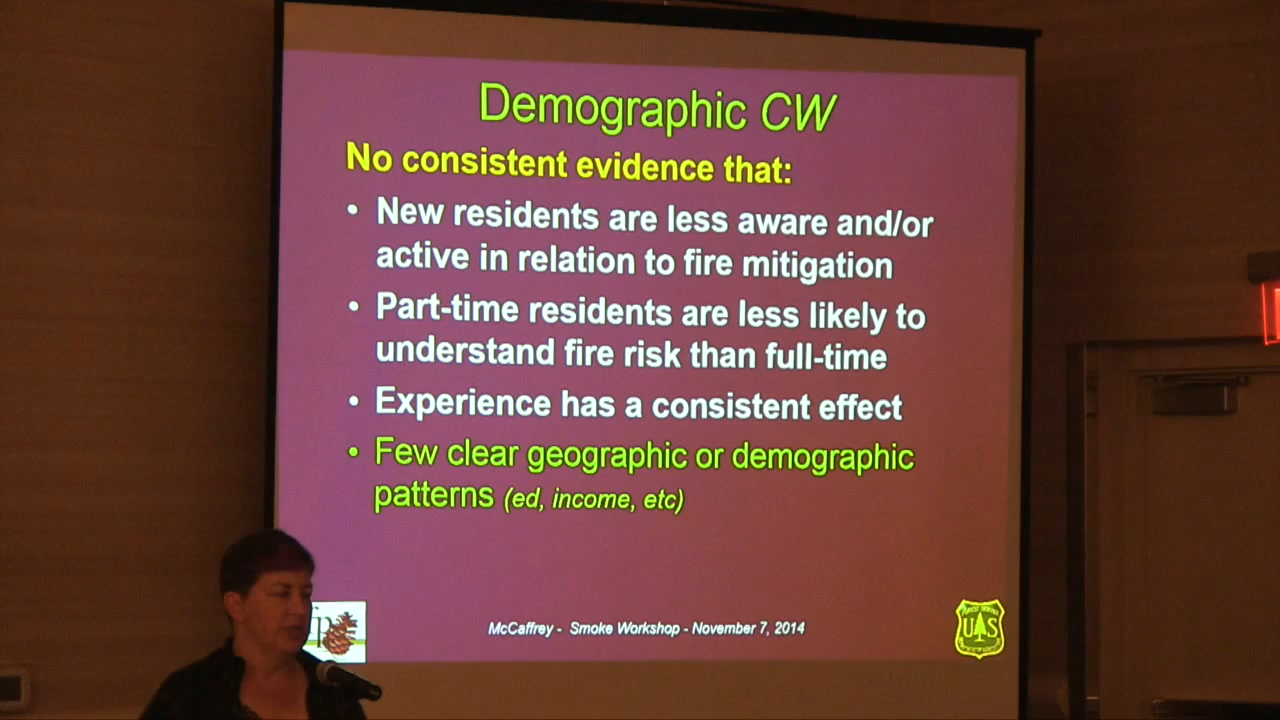 Demographic CW
No consistent evidence that:
• New residents are less aware and/or
active in relation to fire mitigation
• Part-time residents are less likely to
understand fire risk than full-time
• Experience has a consistent effect
• Few clear geographic or demographic
patterns (ed, income, etc)
McCaffrey - Smoke Workshop - November 7, 2014
FOREST SERVICE
U S